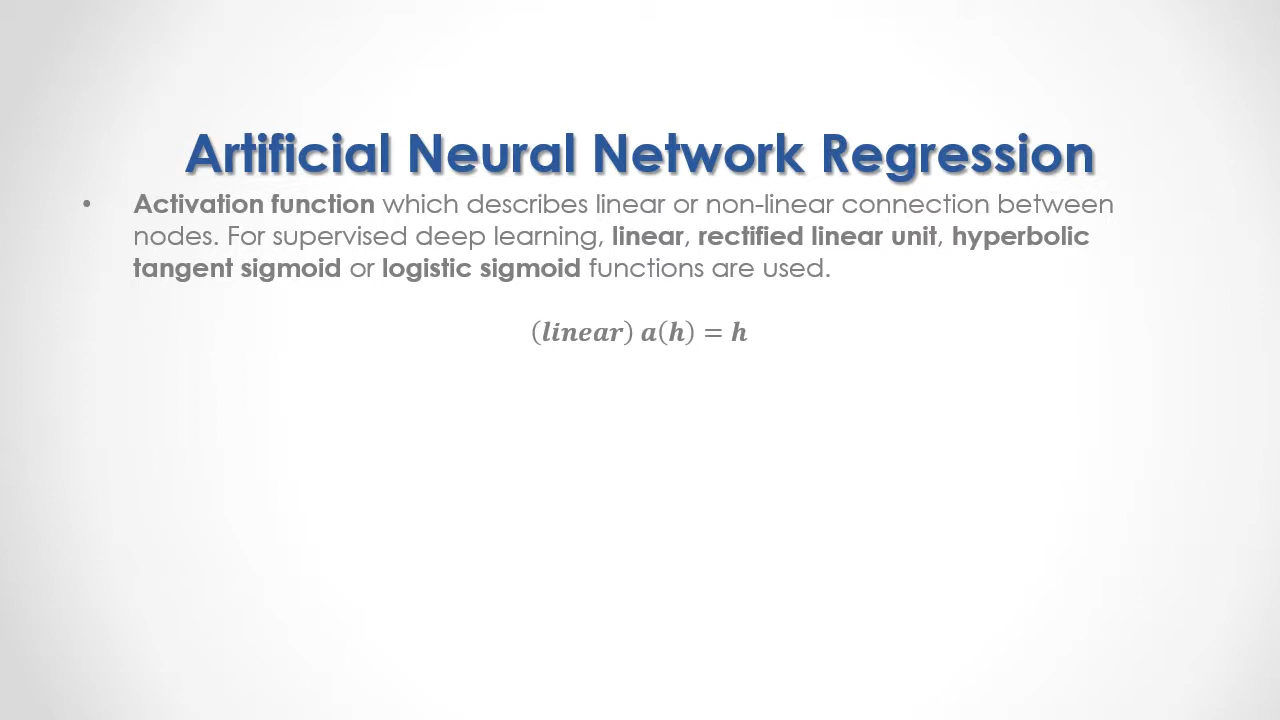 Artificial Neural Network Regression
• Activation function which describes linear or non-linear connection between
nodes. For supervised deep learning, linear, rectified linear unit, hyperbolic
tangent sigmoid or logistic sigmoid functions are used.
(linear) a(h) = h